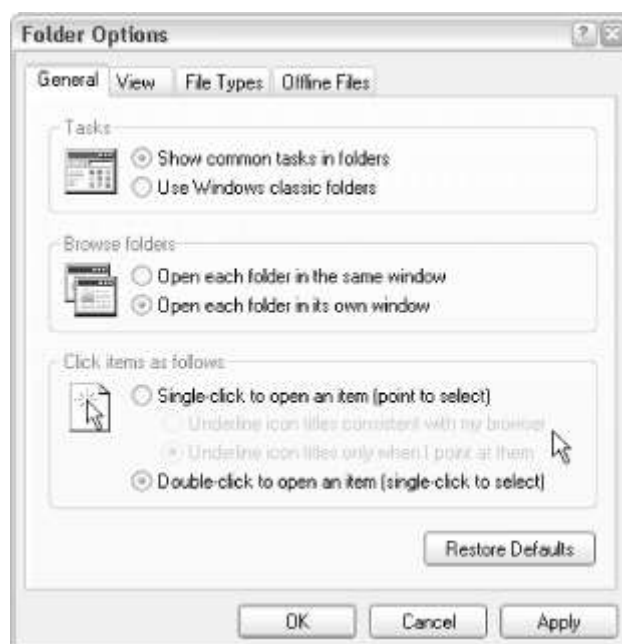 Folder Options
General View File Types Offline Files
Tasks
Show common tasks in folders
Use Windows classic folders
Browse folders
Open each folder in the same window
Open each folder in its own window
Click items as follows
Single-click to open an item (point to select)
Underline icon titles consistent with my browser
Underline icon titles only when I point at them
Double-click to open an item (single-click to select)
Restore Defaults
OK Cancel Apply